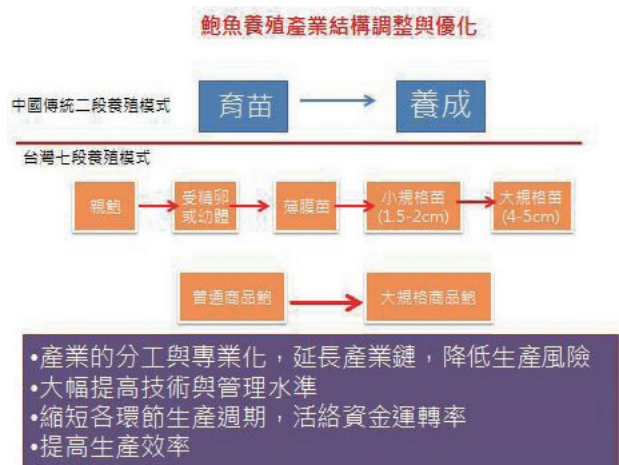 鮑魚養殖產業結構調整與優化
中國傳統二段養殖模式
育苗
養成
台灣七段養殖模式
親鮑
受精卵
或幼體
薄膜苗
小規格苗
(1.5-2cm)
大規格苗
(4-5cm)
普通商品鮑
大規格商品鮑
•產業的分工與專業化，延長產業鏈，降低生產風險
•大幅提高技術與管理水準
•縮短各環節生產週期，活絡資金運轉率
•提高生產效率